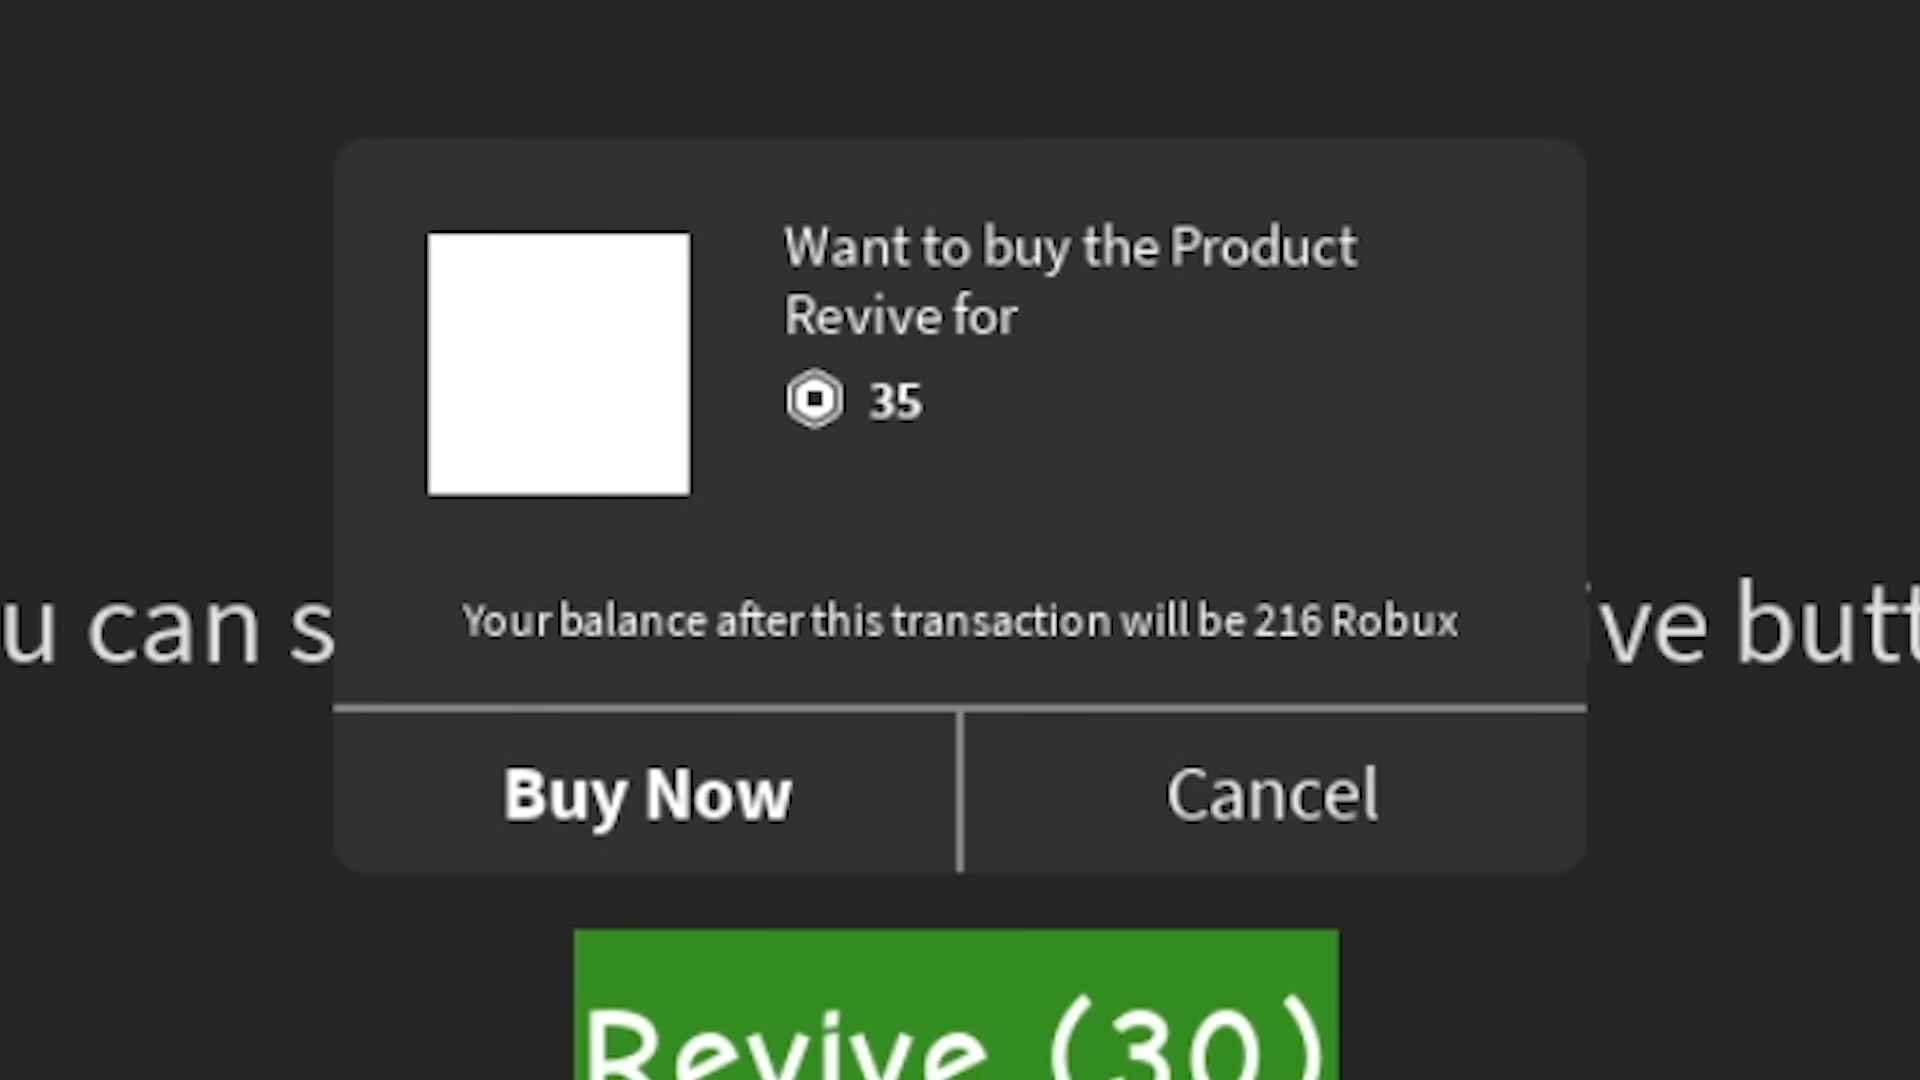 Want to buy the Product
Revive for
35
u can s
ve butt
Your balance after this transaction will be 216 Robux
Buy Now
Cancel
Revive (30)